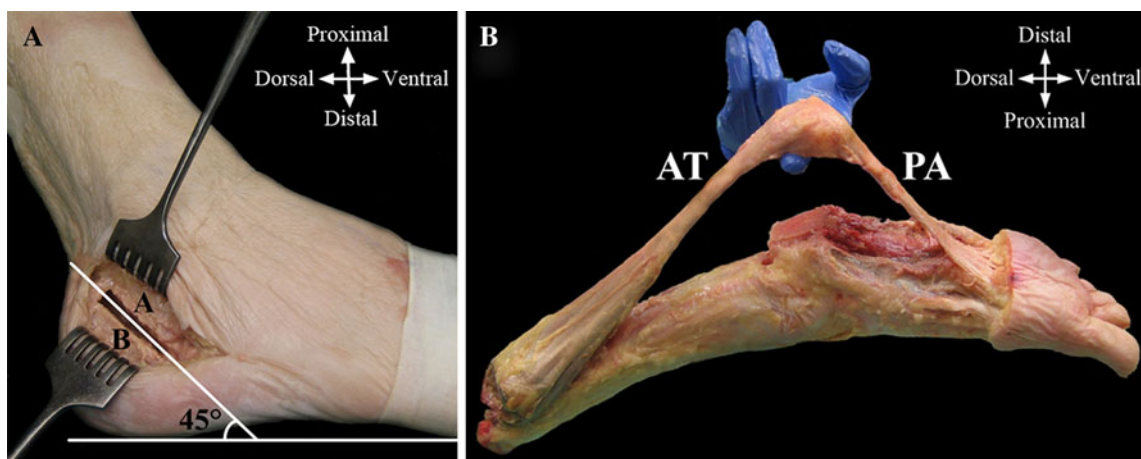 A
Proximal
Dorsal Ventral
Distal
A
B
45°
B
Distal
Dorsal Ventral
Proximal
AT PA